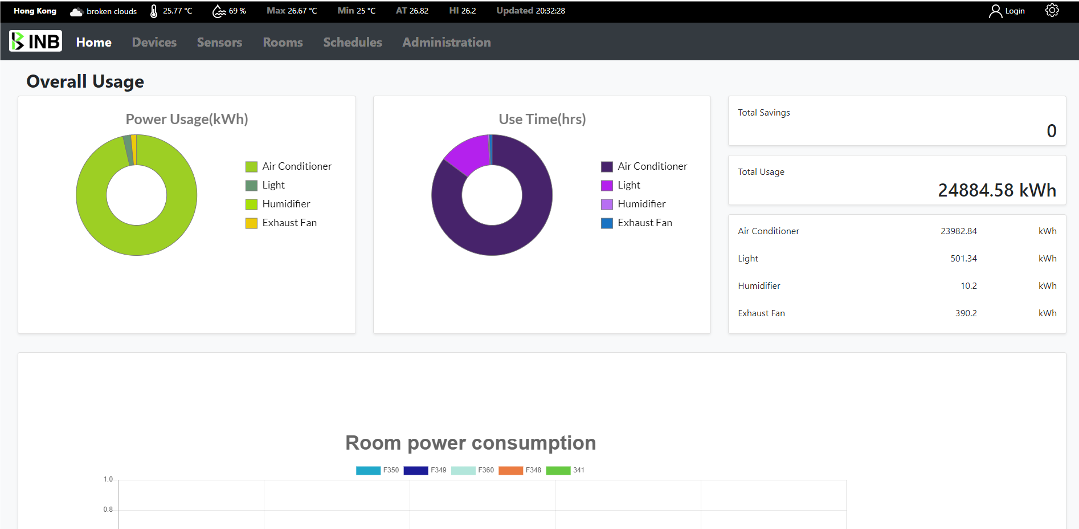 Hong Kong broken clouds 25.77 °C 69 % Max 26.67 °C Min 25 °C AT 26.82 HI 26.2 Updated 20:32:28 Login
INB Home Devices Sensors Rooms Schedules Administration
Overall Usage
Power Usage(kWh)
Air Conditioner
Light
Humidifier
Exhaust Fan
Use Time(hrs)
Air Conditioner
Light
Humidifier
Exhaust Fan
Total Savings
0
Total Usage
24884.58 kWh
Air Conditioner 23982.84 kWh
Light 501.34 kWh
Humidifier 10.2 kWh
Exhaust Fan 390.2 kWh
Room power consumption
F350 F349 F360 F348 341
1.0
0.8